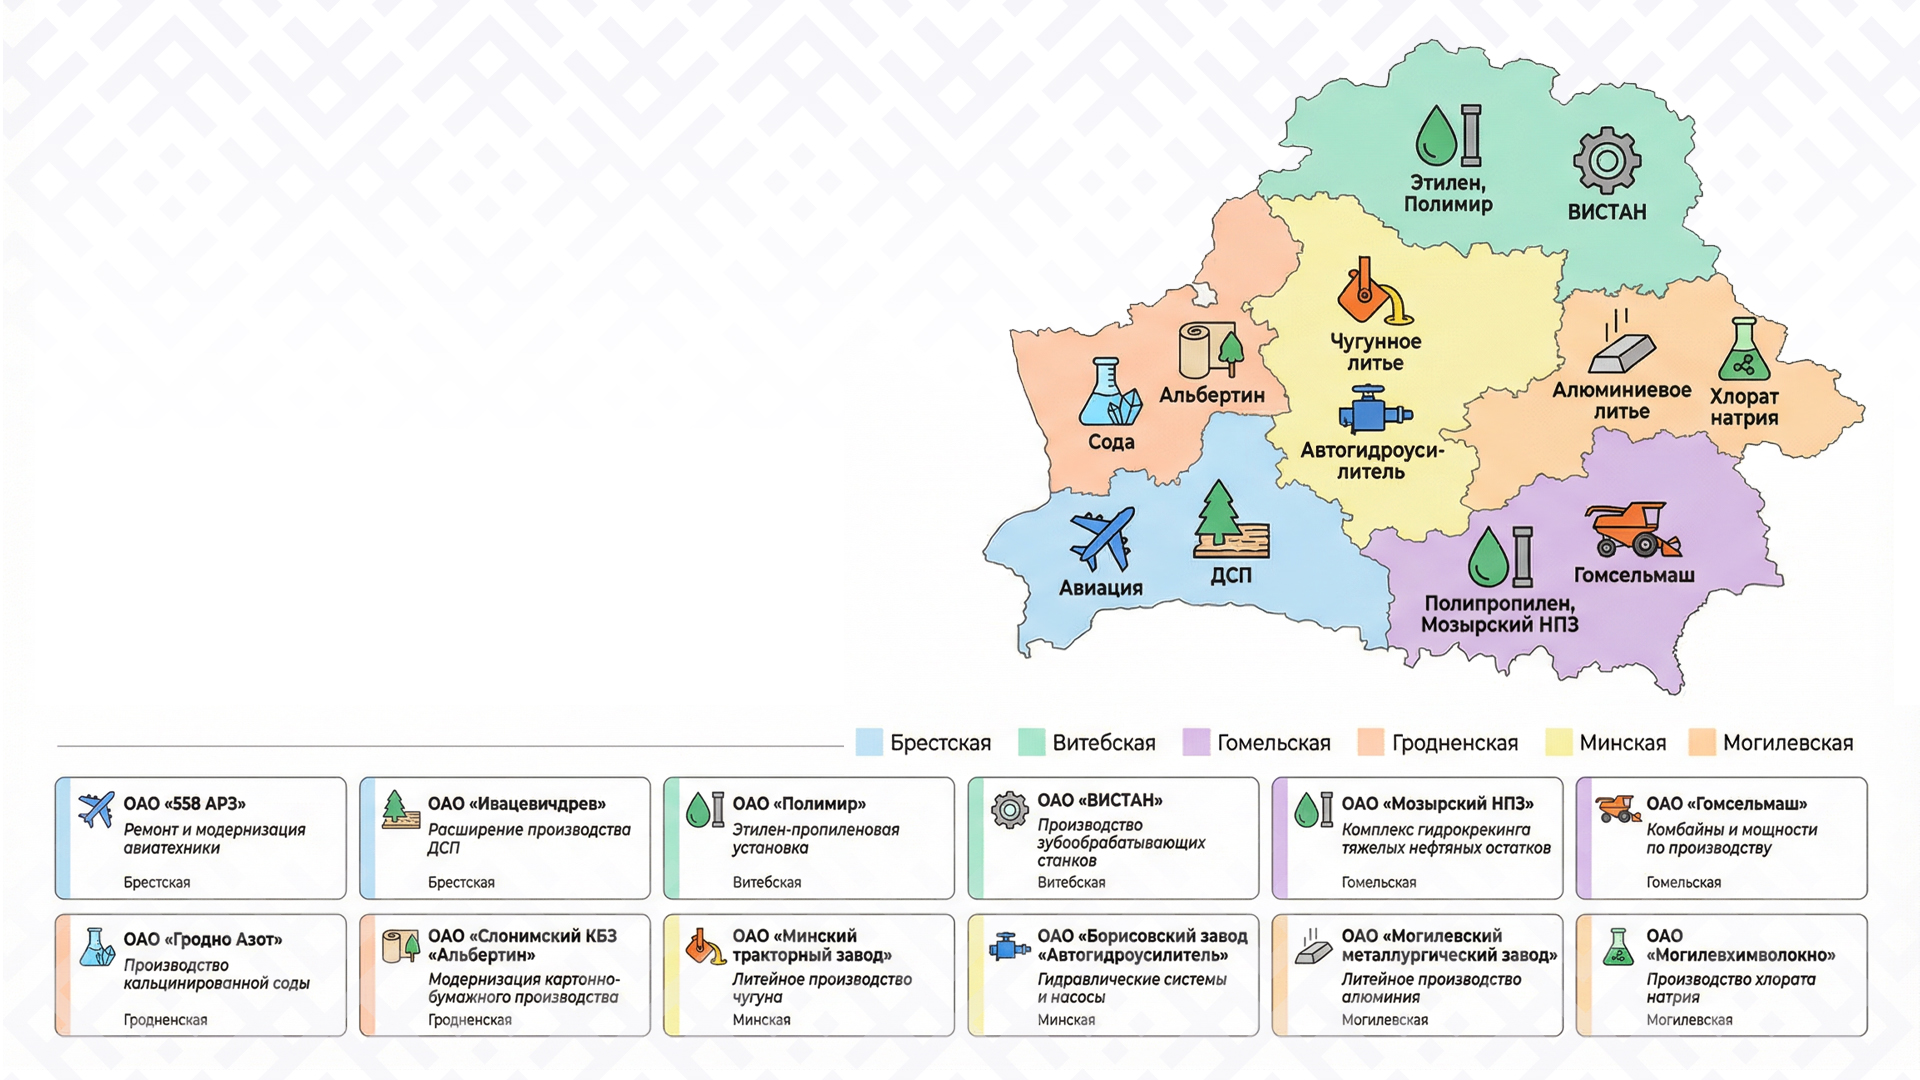 Этилен,
Полимир
ВИСТАН
Чугунное
литье
Альбертин
Сода
Алюминиевое
литье
Хлорат
натрия
Автогидроуси-
литель
Авиация
ДСП
Гомсельмаш
Полипропилен,
Мозырский НПЗ
Брестская
Витебская
Гомельская
Гродненская
Минская
Могилевская
ОАО «558 АРЗ»
Ремонт и модернизация
авиатехники
Брестская
ОАО «Ивацевичдрев»
Расширение производства
ДСП
Брестская
ОАО «Полимир»
Этилен-пропиленовая
установка
Витебская
ОАО «ВИСТАН»
Производство
зубообрабатывающих
станков
Витебская
ОАО «Мозырский НПЗ»
Комплекс гидрокрекинга
тяжелых нефтяных остатков
Гомельская
ОАО «Гомсельмаш»
Комбайны и мощности
по производству
Гомельская
ОАО «Гродно Азот»
Производство
кальцинированной соды
Гродненская
ОАО «Слонимский КБЗ
«Альбертин»
Модернизация картонно-
бумажного производства
Гродненская
ОАО «Минский
тракторный завод»
Литейное производство
чугуна
Минская
ОАО «Борисовский завод
«Автогидроусилитель»
Гидравлические системы
и насосы
Минская
ОАО «Могилевский
металлургический завод»
Литейное производство
алюминия
Могилевская
ОАО
«Могилевхимволокно»
Производство хлората
натрия
Могилевская